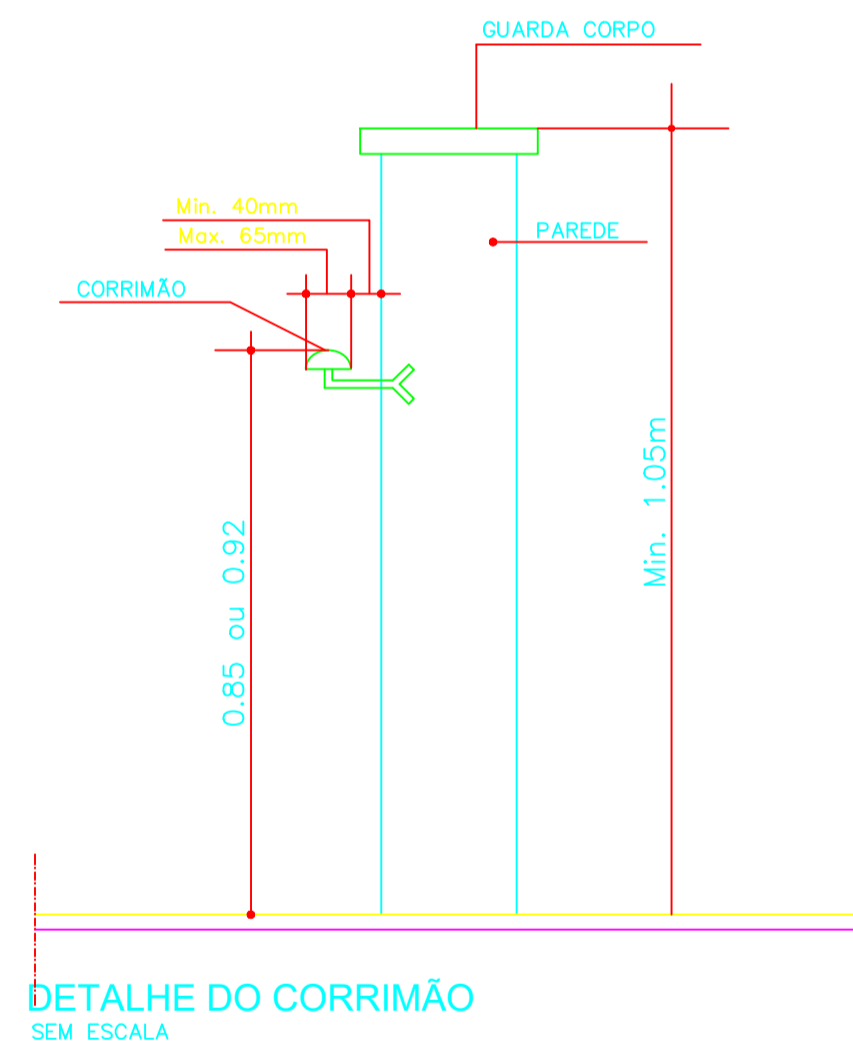 GUARDA CORPO
Min. 40mm
Max. 65mm
PAREDE
CORRIMÃO
0.85 ou 0.92
Min. 1.05m
DETALHE DO CORRIMÃO
SEM ESCALA